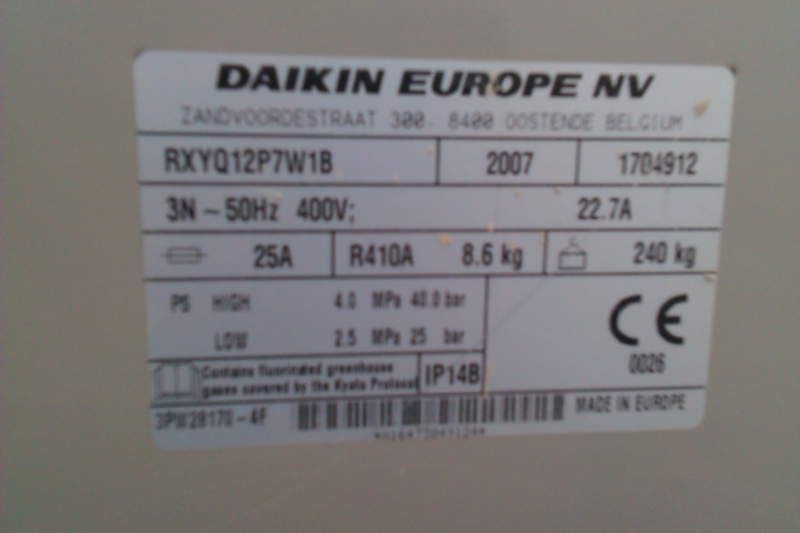 DAIKIN EUROPE NV
ZANDVOORDESTRAAT 300. 8400 OOSTENDE BELGIUM
RXYQ12P7W1B 2007 1704912
3N ~ 50Hz 400V; 22.7A
25A R410A 8.6 kg 240 kg
PS HIGH 4.0 MPa 40.0 bar
LOW 2.5 MPa 25 bar
CE
0026
Contains fluorinated greenhouse
gases covered by the Kyoto Protocol
IP14B
3PW28170-4F MADE IN EUROPE